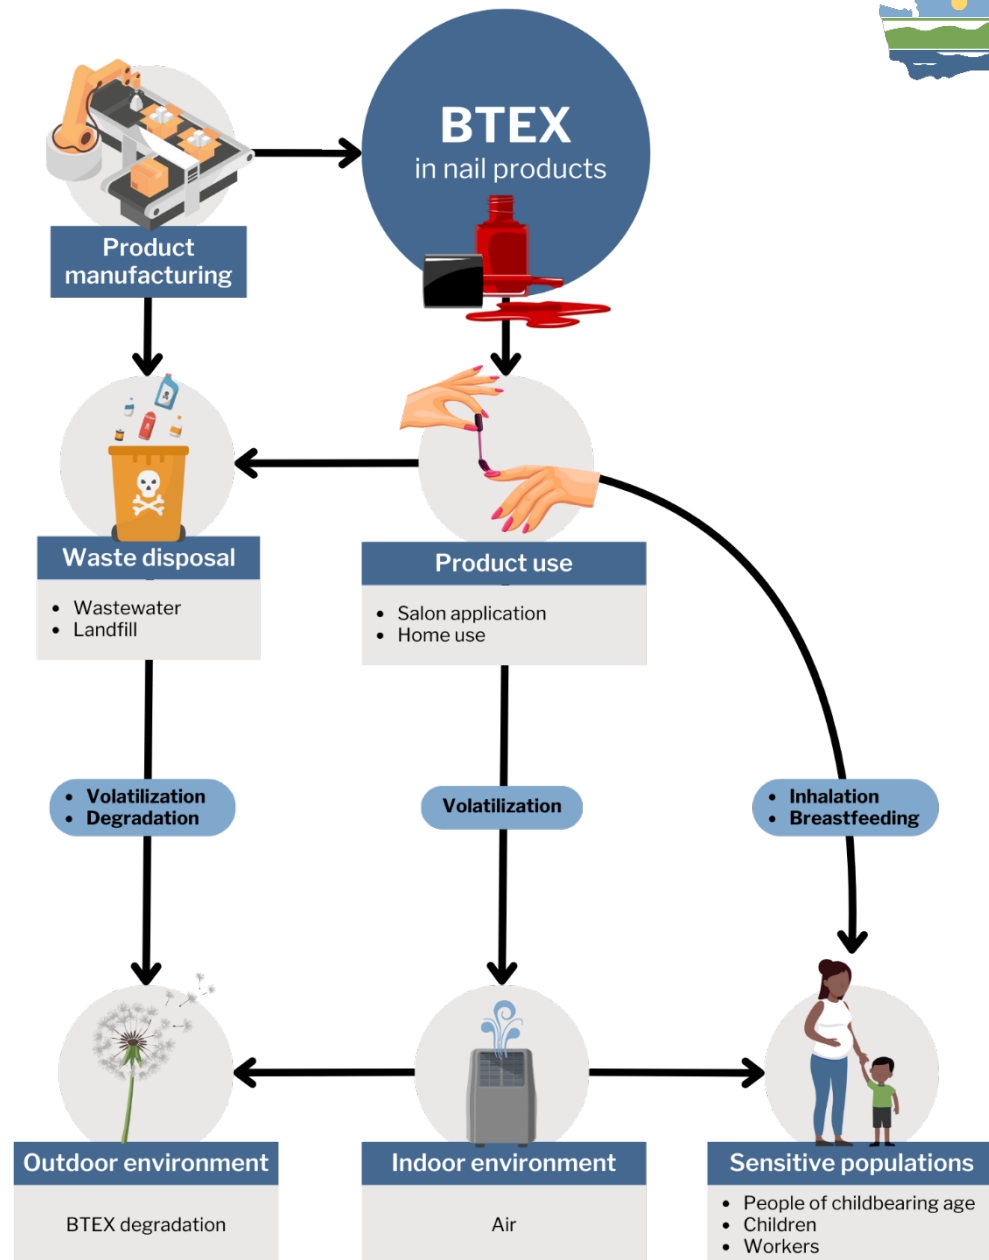 BTEX
in nail products
Product
manufacturing
Waste disposal
• Wastewater
• Landfill
Product use
• Salon application
• Home use
• Volatilization
• Degradation
Volatilization
• Inhalation
• Breastfeeding
Outdoor environment
BTEX degradation
Indoor environment
Air
Sensitive populations
• People of childbearing age
• Children
• Workers